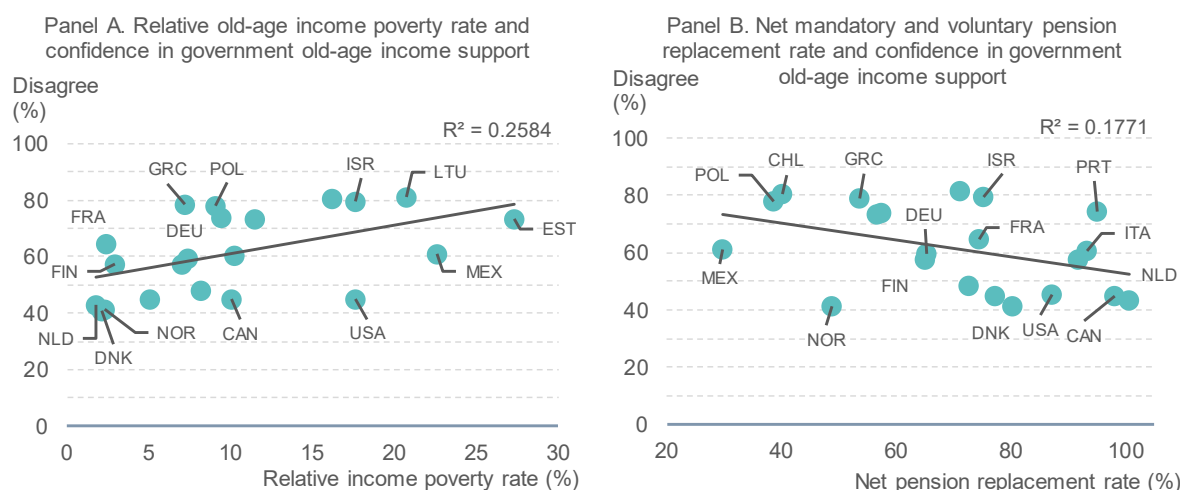 Panel A. Relative old-age income poverty rate and
confidence in government old-age income support
Disagree
(%)
R² = 0.2584
100
80
60
40
20
0
0
5
10
15
20
25
30
GRC
POL
ISR
LTU
FRA
DEU
EST
FIN
MEX
NLD
NOR
DNK
CAN
USA
Relative income poverty rate (%)
Panel B. Net mandatory and voluntary pension
replacement rate and confidence in government
old-age income support
Disagree
(%)
R² = 0.1771
100
80
60
40
20
0
20
40
60
80
100
POL
CHL
GRC
ISR
PRT
DEU
FRA
ITA
MEX
FIN
NLD
NOR
DNK
USA
CAN
Net pension replacement rate (%)